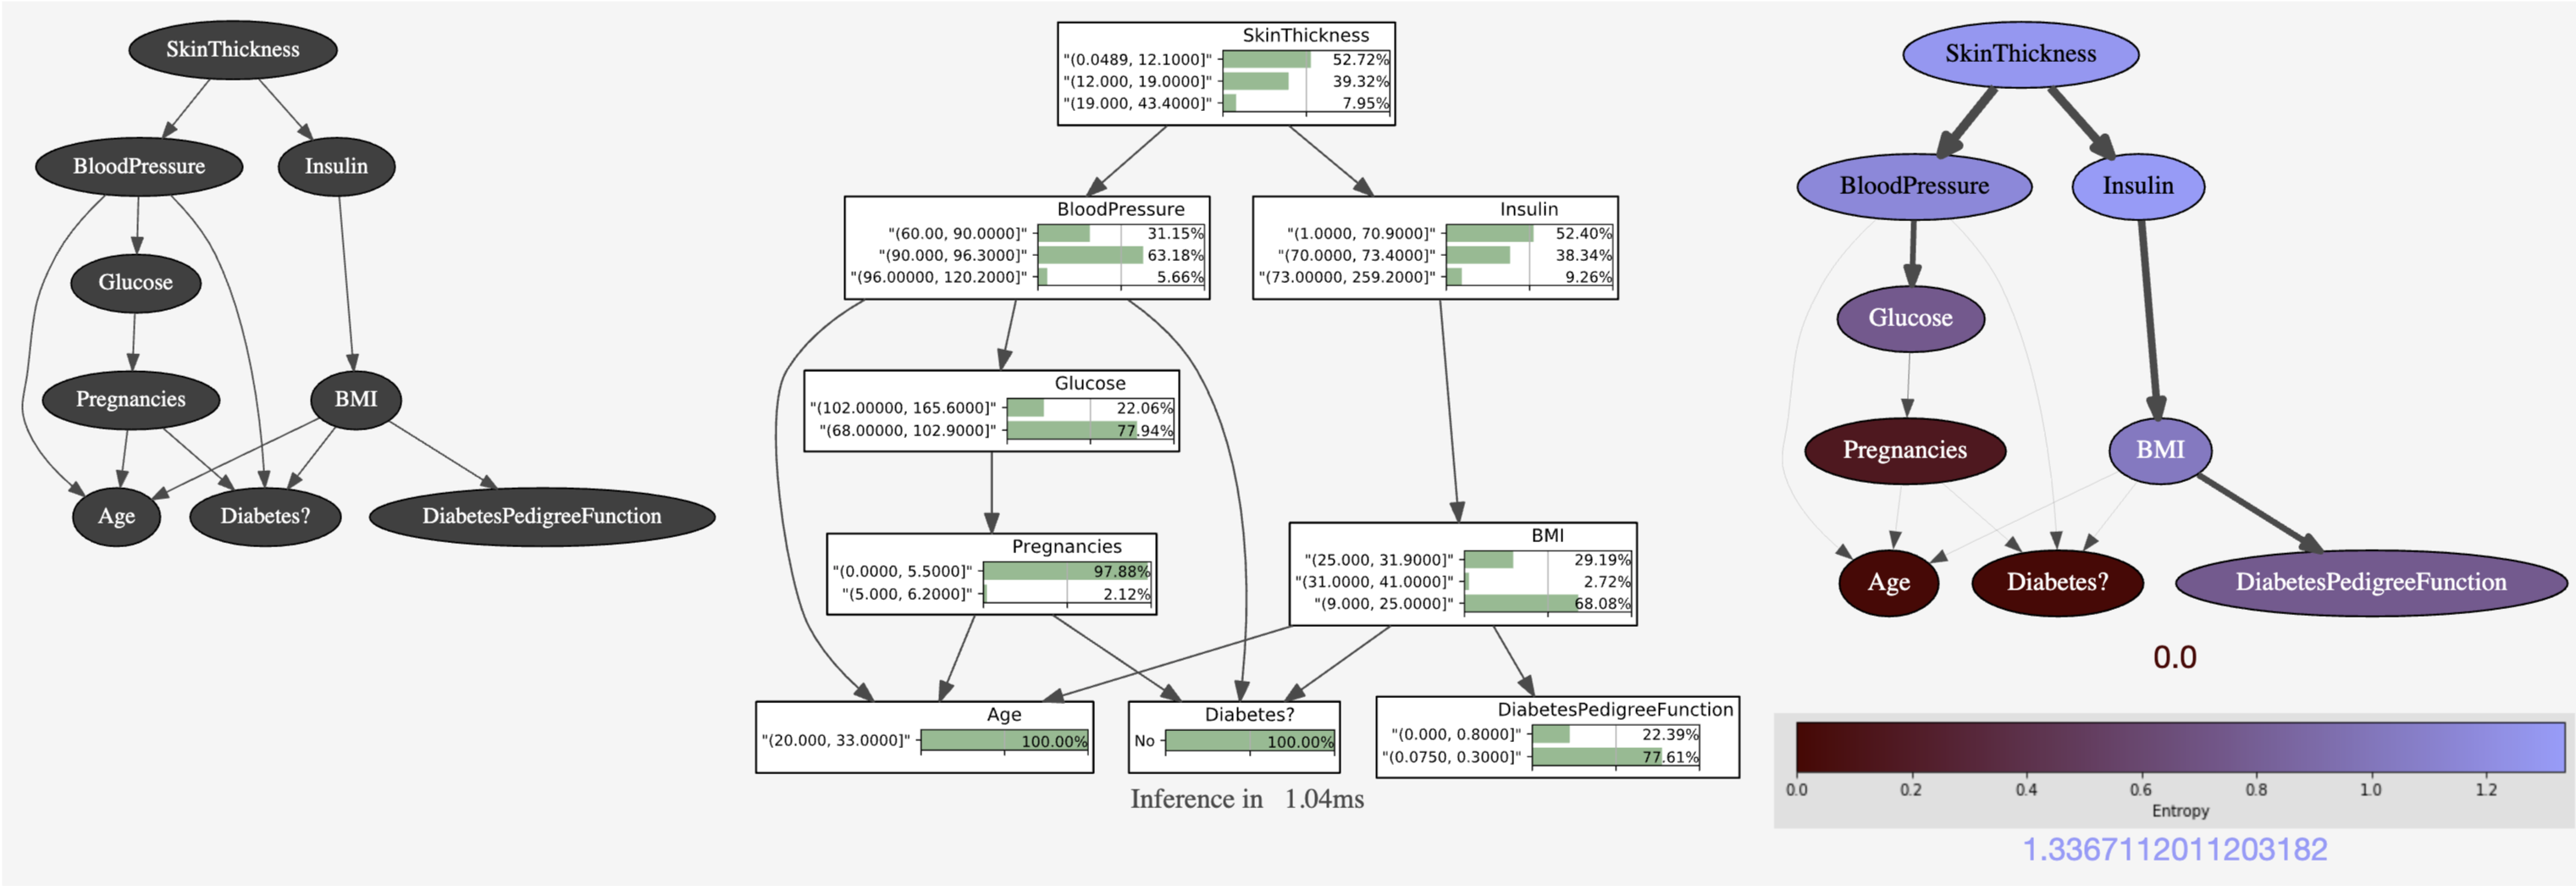 SkinThickness
BloodPressure
Insulin
Glucose
Pregnancies
BMI
Age
Diabetes?
DiabetesPedigreeFunction
SkinThickness
"(0.0489, 12.1000]" 52.72%
"(12.000, 19.0000]" 39.32%
"(19.000, 43.4000]" 7.95%
BloodPressure
"(60.00, 90.0000]" 31.15%
"(90.000, 96.3000]" 63.18%
"(96.00000, 120.2000]" 5.66%
Insulin
"(1.0000, 70.9000]" 52.40%
"(70.0000, 73.4000]" 38.34%
"(73.00000, 259.2000]" 9.26%
Glucose
"(102.00000, 165.6000]" 22.06%
"(68.00000, 102.9000]" 77.94%
Pregnancies
"(0.0000, 5.5000]" 97.88%
"(5.000, 6.2000]" 2.12%
BMI
"(25.000, 31.9000]" 29.19%
"(31.0000, 41.0000]" 2.72%
"(9.000, 25.0000]" 68.08%
Age
"(20.000, 33.0000]" 100.00%
Diabetes?
No 100.00%
DiabetesPedigreeFunction
"(0.000, 0.8000]" 22.39%
"(0.0750, 0.3000]" 77.61%
Inference in 1.04ms
SkinThickness
BloodPressure
Insulin
Glucose
Pregnancies
BMI
Age
Diabetes?
DiabetesPedigreeFunction
0.0
0.0 0.2 0.4 0.6 0.8 1.0 1.2
Entropy
1.3367112011203182